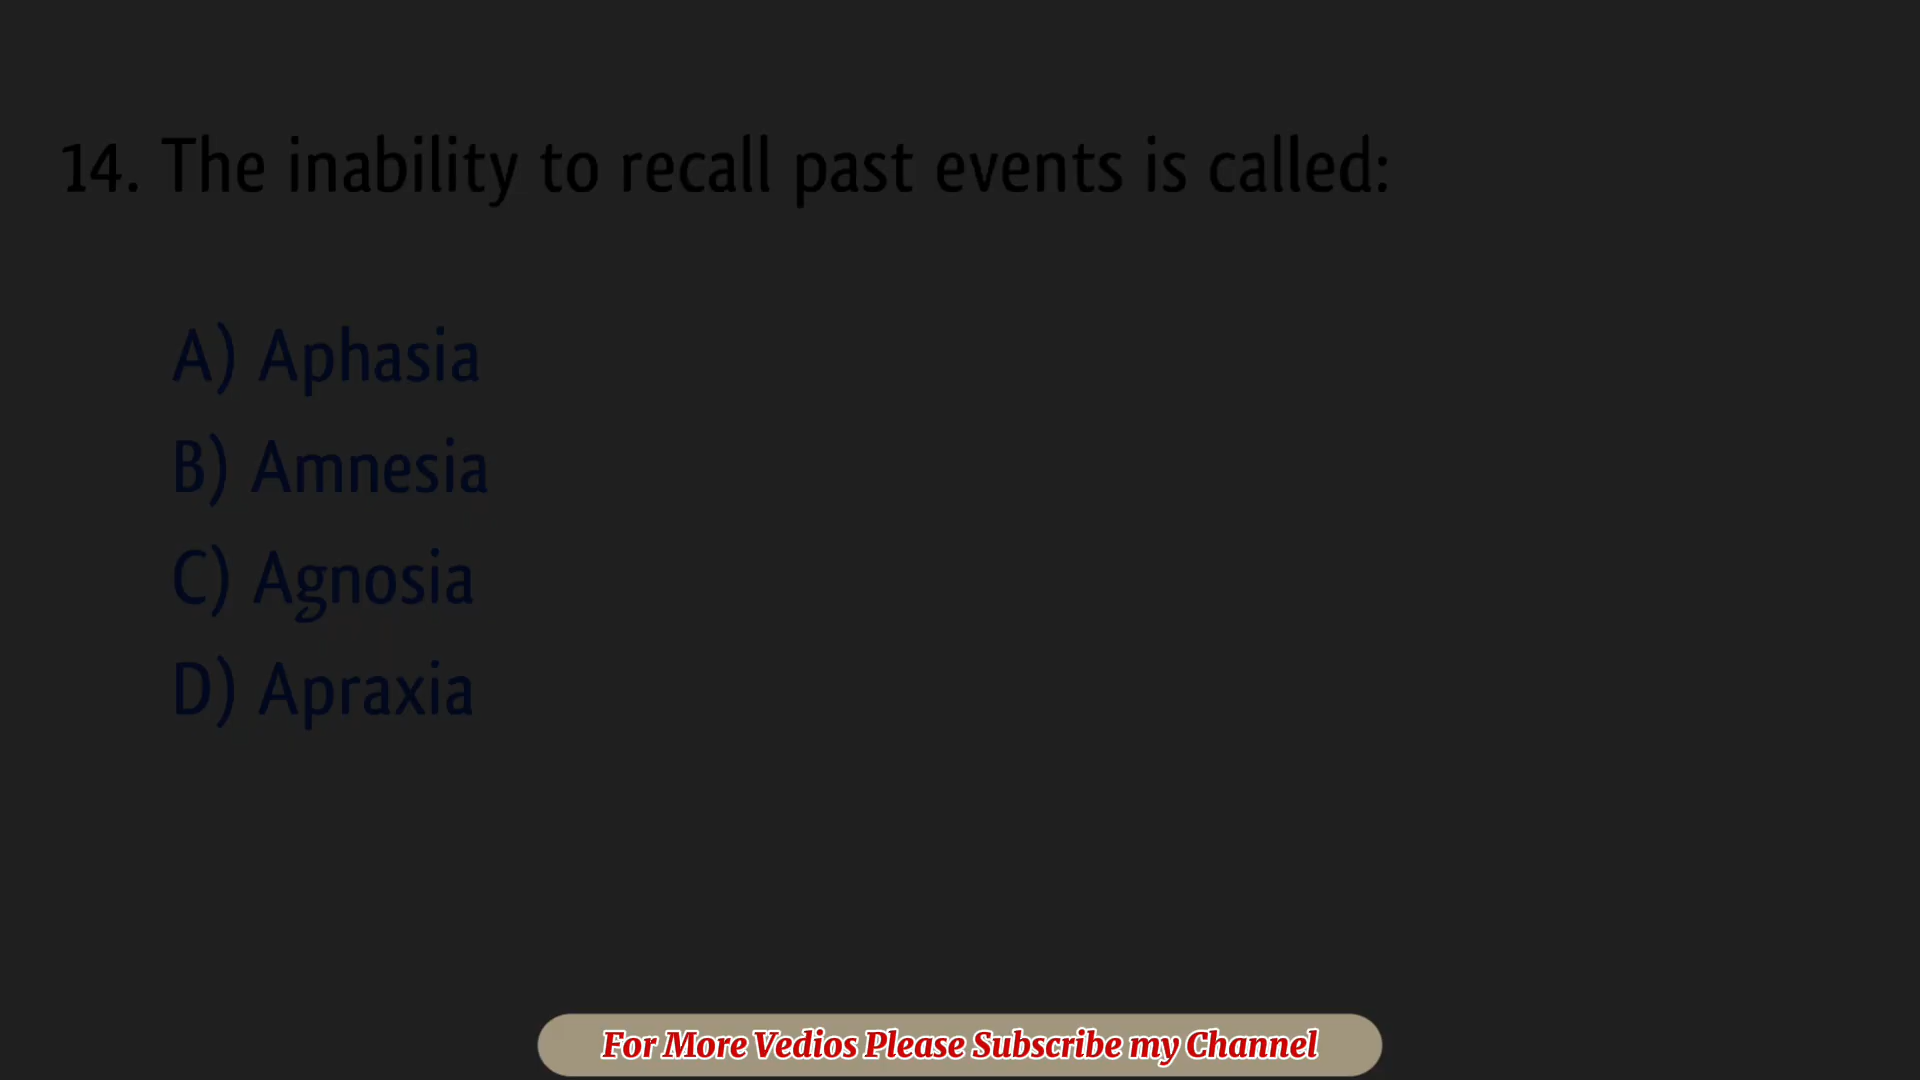 14. The inability to recall past events is called:
A) Aphasia
B) Amnesia
C) Agnosia
D) Apraxia
For More Vedios Please Subscribe my Channel